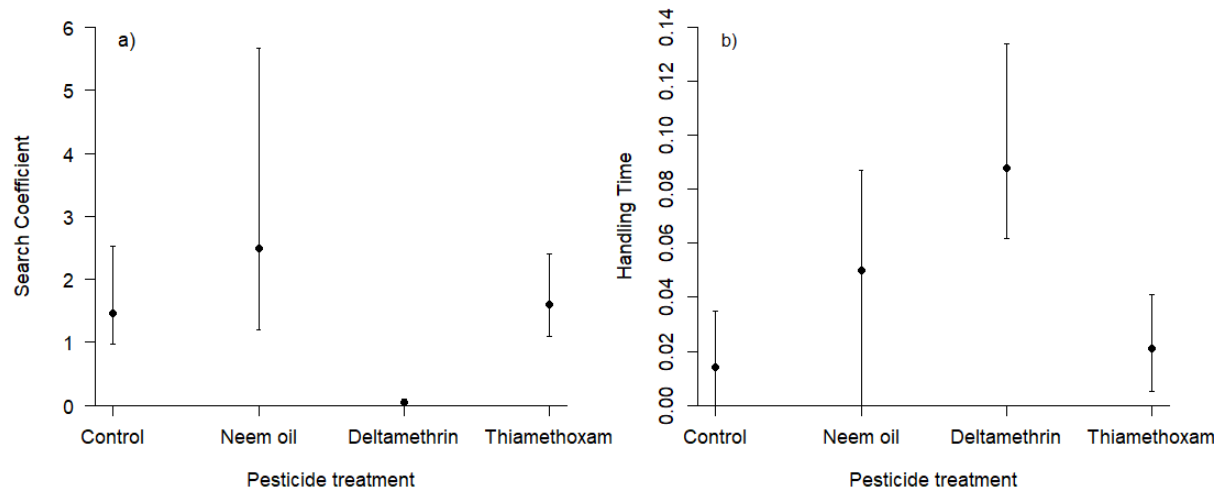 a)
Search Coefficient
6
5
4
3
2
1
0
Control Neem oil Deltamethrin Thiamethoxam
Pesticide treatment
b)
Handling Time
0.14
0.12
0.10
0.08
0.06
0.04
0.02
0.00
Control Neem oil Deltamethrin Thiamethoxam
Pesticide treatment